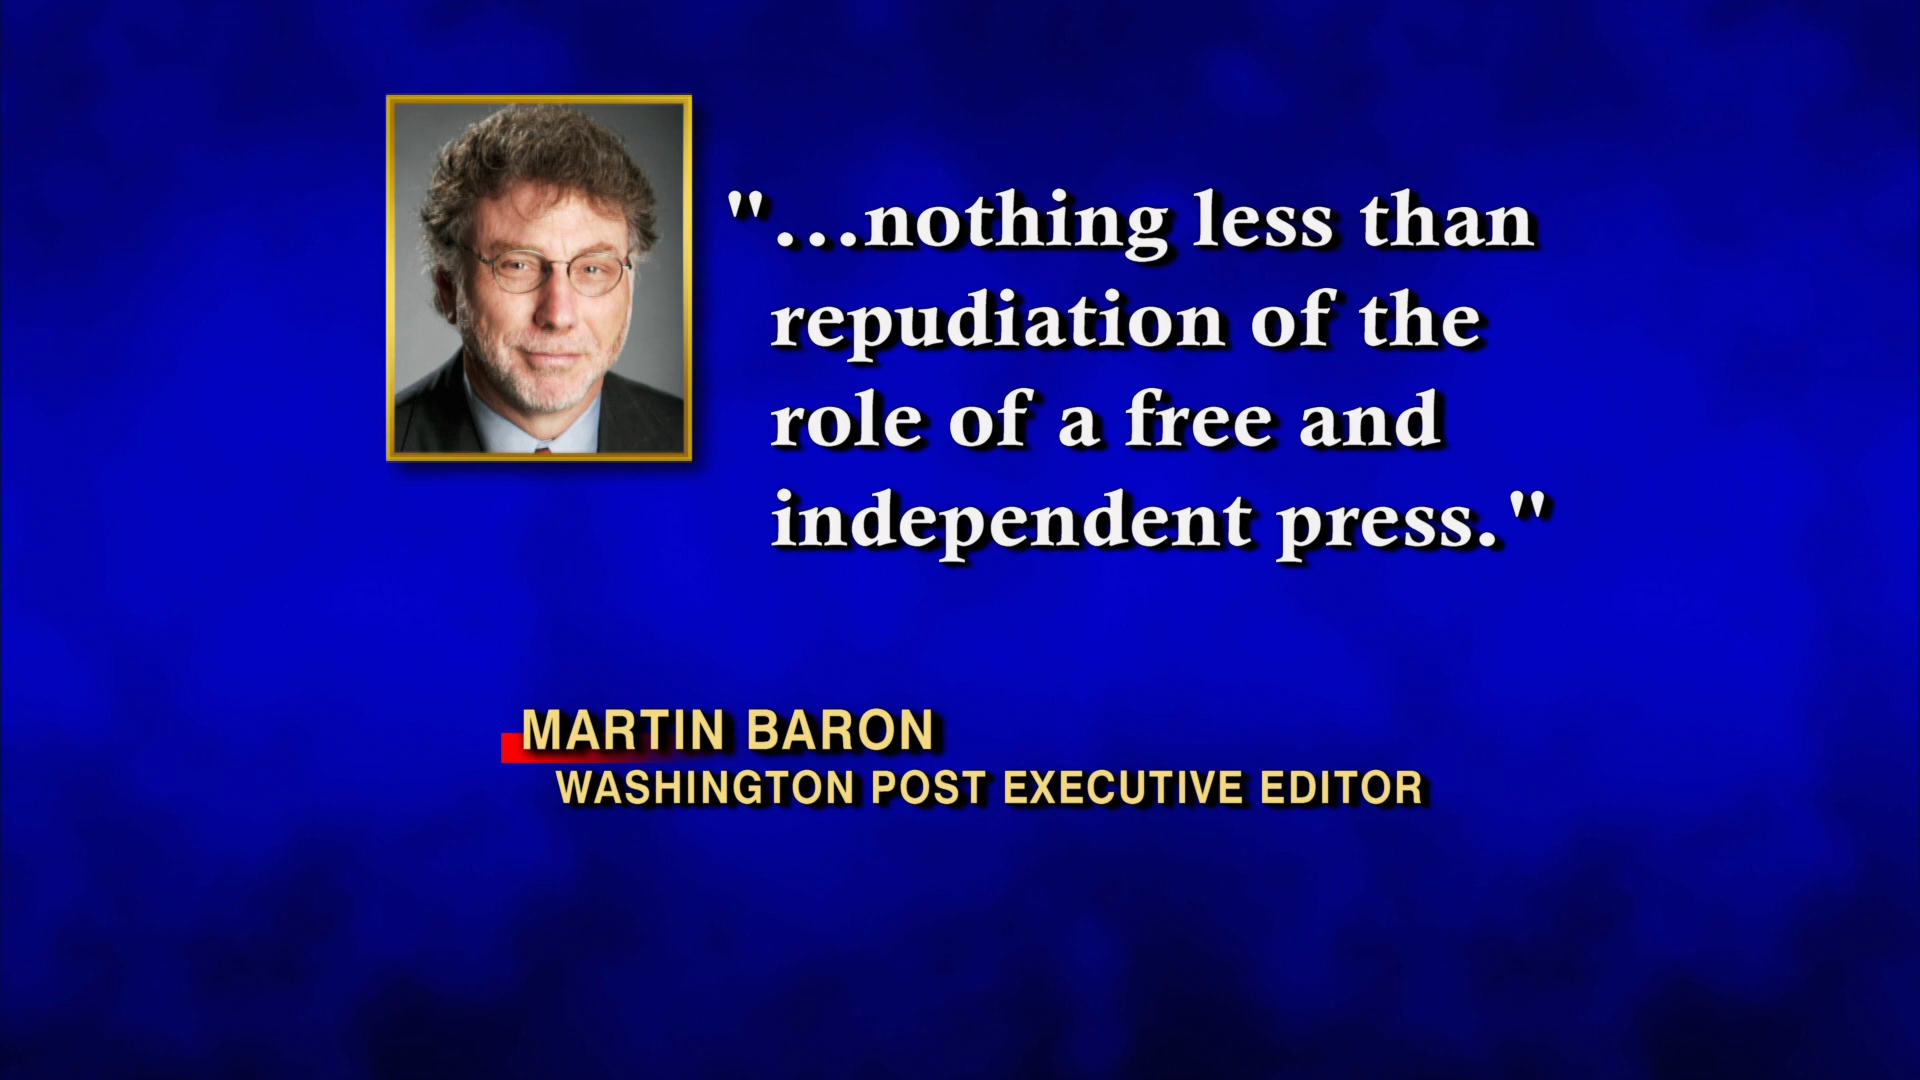 "...nothing less than
repudiation of the
role of a free and
independent press."
MARTIN BARON
WASHINGTON POST EXECUTIVE EDITOR